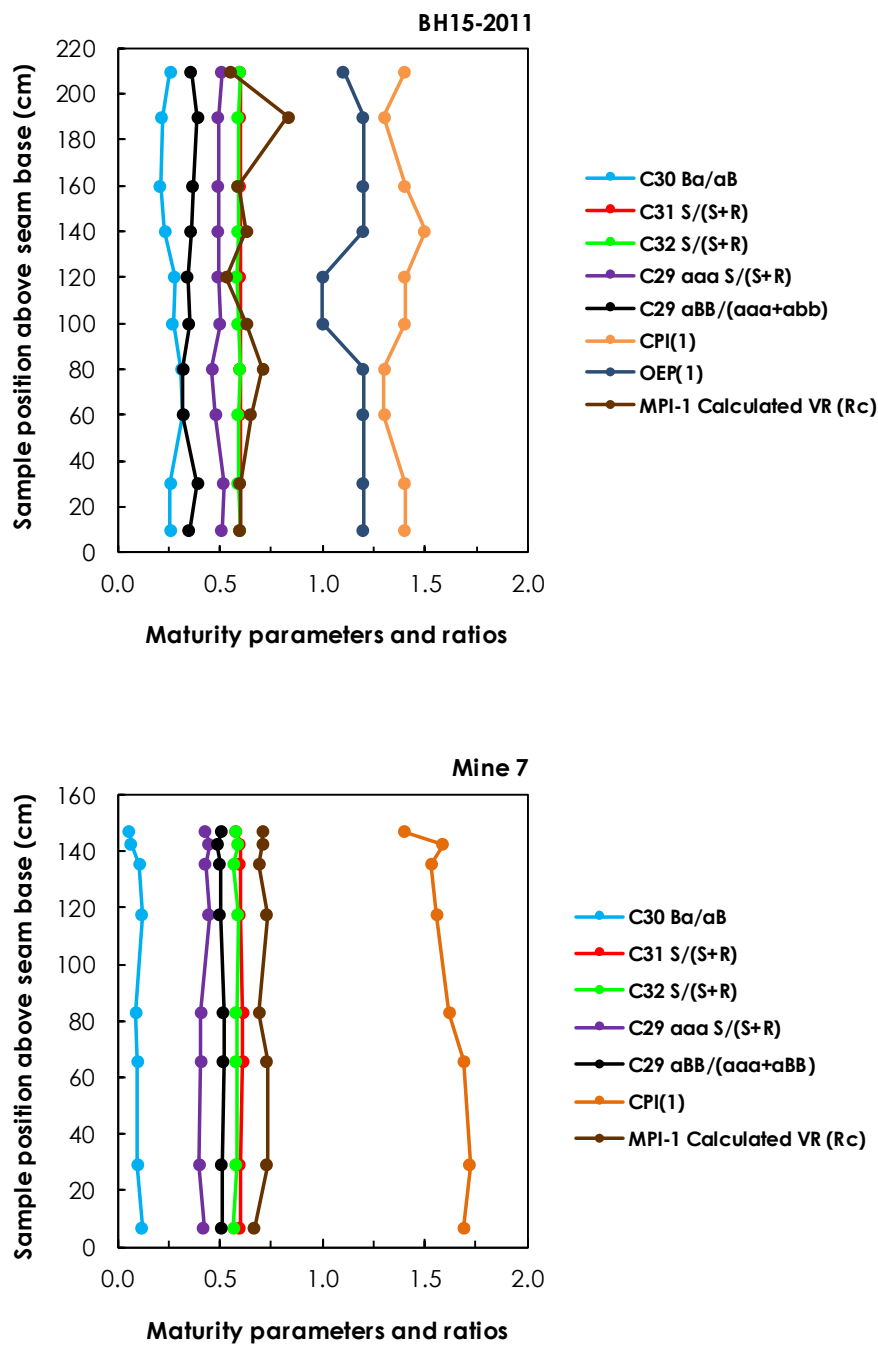 BH15-2011
220
200
180
160
140
120
100
80
60
40
20
0
Sample position above seam base (cm)
0.0 0.5 1.0 1.5 2.0
Maturity parameters and ratios
C30 Ba/aB
C31 S/(S+R)
C32 S/(S+R)
C29 aaa S/(S+R)
C29 aBB/(aaa+abb)
CPI(1)
OEP(1)
MPI-1 Calculated VR (Rc)
Mine 7
160
140
120
100
80
60
40
20
0
Sample position above seam base (cm)
0.0 0.5 1.0 1.5 2.0
Maturity parameters and ratios
C30 Ba/aB
C31 S/(S+R)
C32 S/(S+R)
C29 aaa S/(S+R)
C29 aBB/(aaa+aBB)
CPI(1)
MPI-1 Calculated VR (Rc)